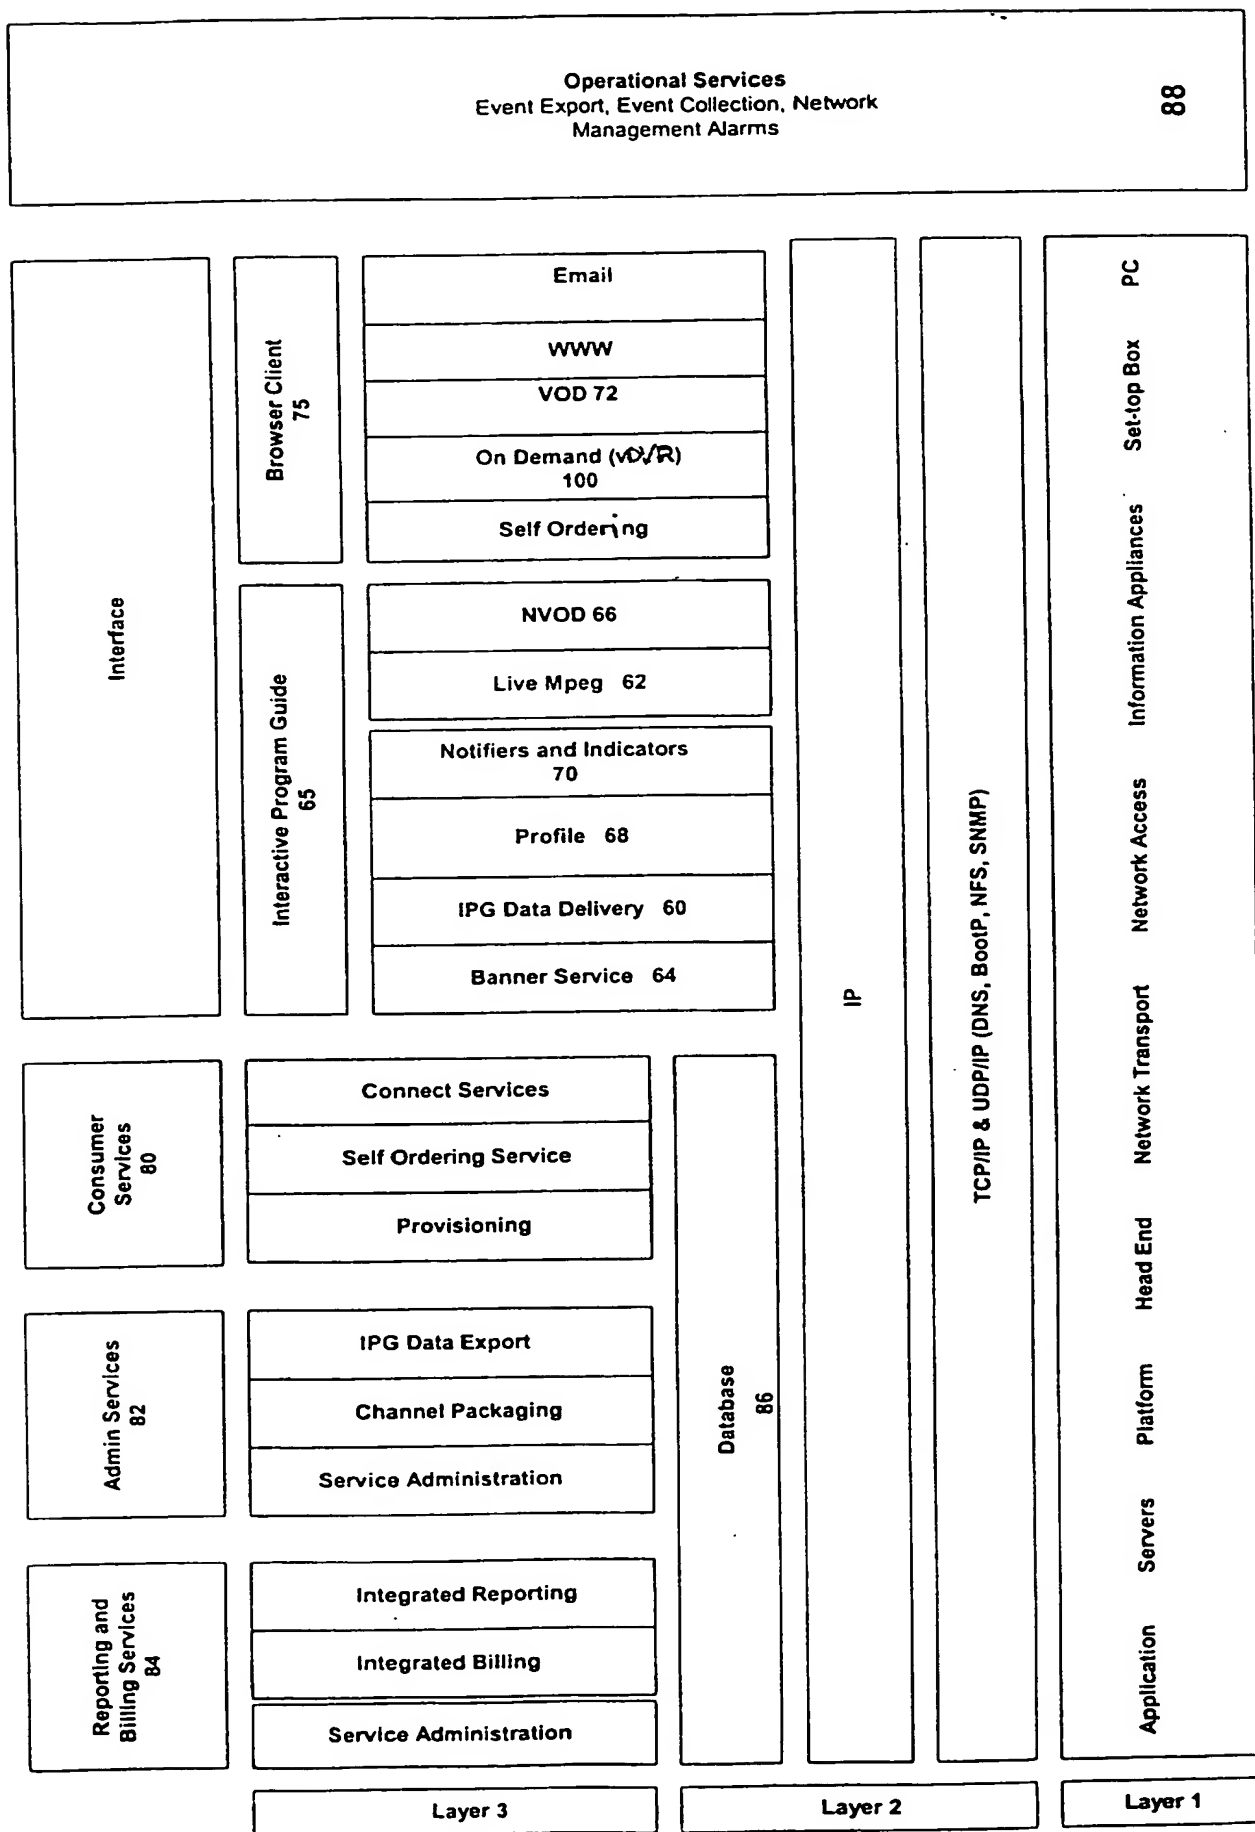 Operational Services
Event Export, Event Collection, Network
Management Alarms
88
Interface
Browser Client
75
Email
WWW
VOD 72
On Demand (vDVR)
100
Self Ordering
Interactive Program Guide
65
NVOD 66
Live Mpeg 62
Notifiers and Indicators
70
Profile 68
IPG Data Delivery 60
Banner Service 64
Consumer
Services
80
Connect Services
Self Ordering Service
Provisioning
Admin Services
82
IPG Data Export
Channel Packaging
Service Administration
Reporting and
Billing Services
84
Integrated Reporting
Integrated Billing
Service Administration
Database
86
IP
TCP/IP & UDP/IP (DNS, BootP, NFS, SNMP)
Application Servers Platform Head End Network Transport Network Access Information Appliances Set-top Box PC
Layer 3
Layer 2
Layer 1